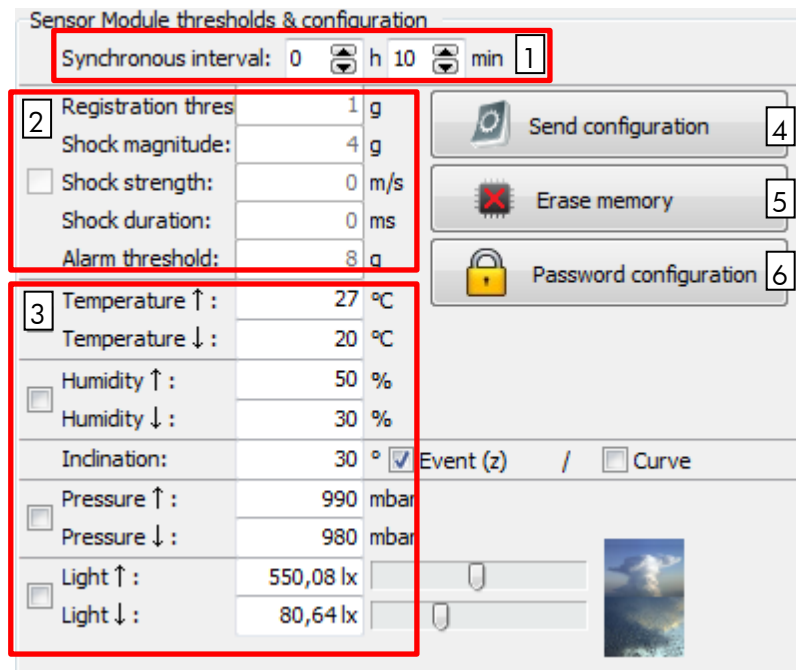 Sensor Module thresholds & configuration
Synchronous interval: 0 h 10 min 1
2
Registration thres 1 g
Shock magnitude: 4 g
Shock strength: 0 m/s
Shock duration: 0 ms
Alarm threshold: 8 g
Send configuration 4
Erase memory 5
Password configuration 6
3
Temperature ↑ : 27 °C
Temperature ↓ : 20 °C
Humidity ↑ : 50 %
Humidity ↓ : 30 %
Inclination: 30 ° Event (z) / Curve
Pressure ↑ : 990 mbar
Pressure ↓ : 980 mbar
Light ↑ : 550,08 lx
Light ↓ : 80,64 lx